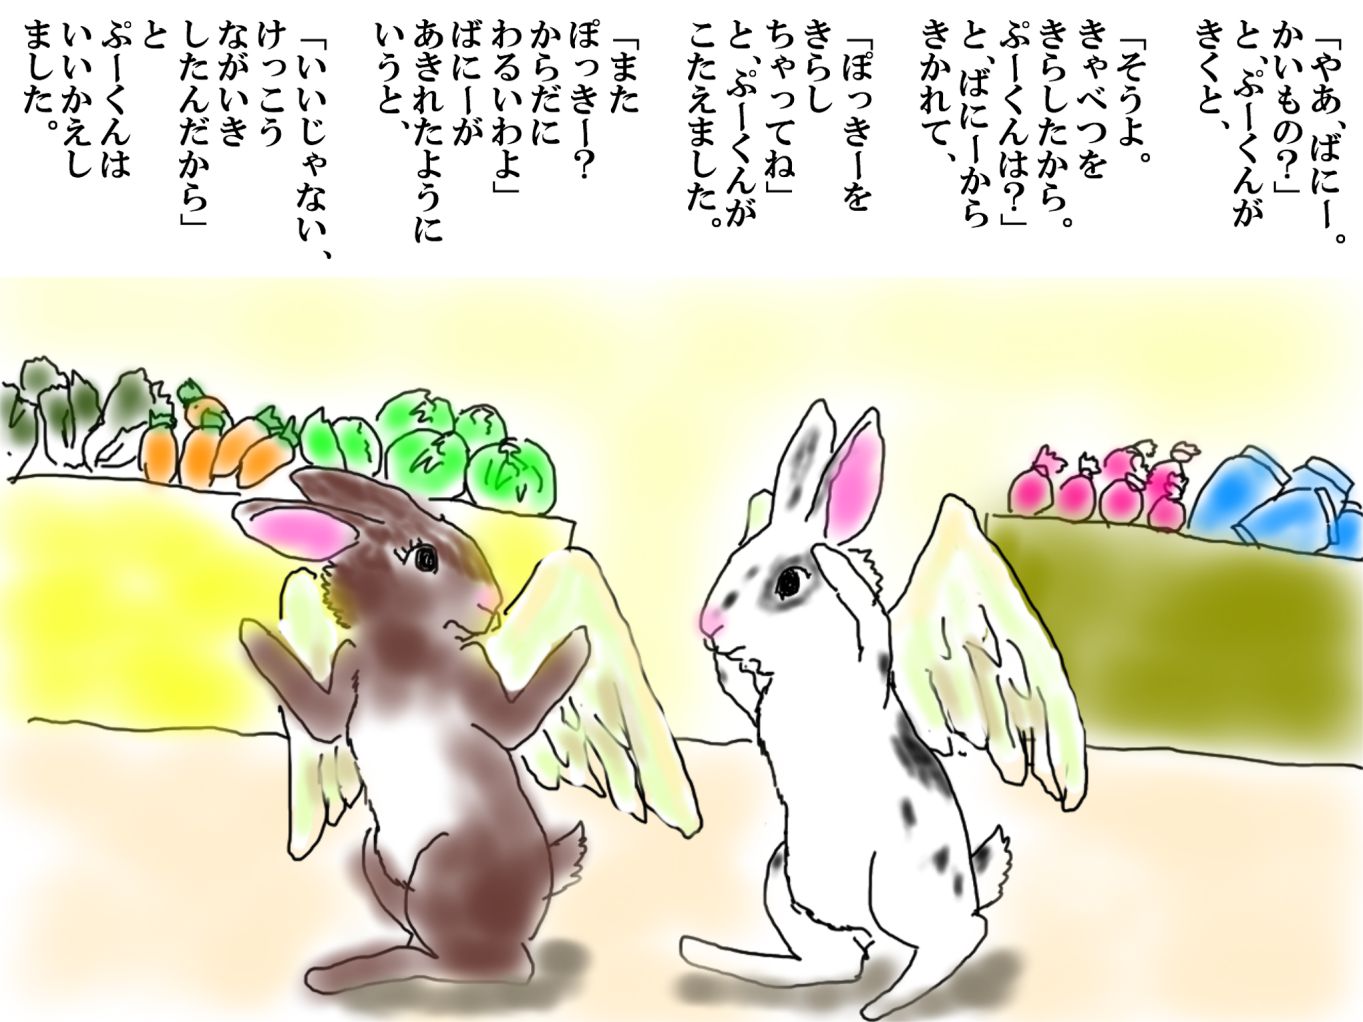 「やあ、ばにー。
かいもの？」
と、ぷーくんが
きくと、
「そうよ。
きゃべつを
きらしたから。
ぷーくんは？」
と、ばにーから
きかれて、
「ぽっきーを
きらし
ちゃってね」
と、ぷーくんが
こたえました。
「また
ぽっきー？
からだに
わるいわよ」
ばにーが
あきれたように
いうと、
「いいじゃない、
けっこう
ながいき
したんだから」
と
ぷーくんは
いいかえし
ました。